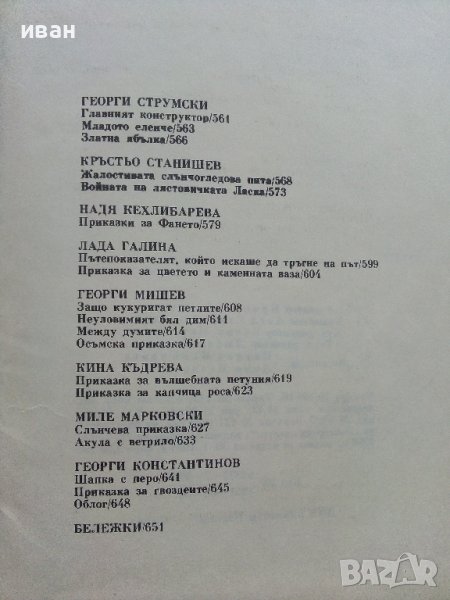 иван
ГЕОРГИ СТРУМСКИ
Главният конструктор/561
Младото еленче/563
Златна ябълка/566
КРЪСТЬО СТАНИШЕВ
Жалостивата слънчогледова пита/568
Войната на лястовичката Ласка/573
НАДЯ КЕХЛИБАРЕВА
Приказки за Фането/579
ЛАДА ГАЛИНА
Пътепоказателят, който искаше да тръгне на път/599
Приказка за цветето и каменната ваза/604
ГЕОРГИ МИШЕВ
Защо кукуригат петлите/608
Неуловимият бял дим/611
Между думите/614
Осъмска приказка/617
КИНА КЪДРЕВА
Приказка за вълшебната петуния/619
Приказка за капчица роса/623
МИЛЕ МАРКОВСКИ
Слънчева приказка/627
Акула с ветрило/633
ГЕОРГИ КОНСТАНТИНОВ
Шапка с перо/641
Приказка за гвоздеите/645
Облог/648
БЕЛЕЖКИ/651
BAZAR